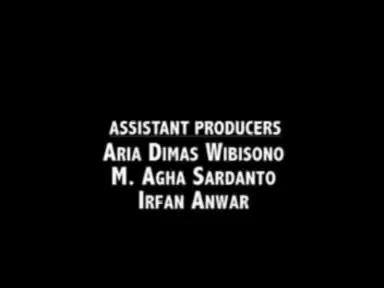 ASSISTANT PRODUCERS
ARIA DIMAS WIBISONO
M. AGHA SARDANTO
IRFAN ANWAR